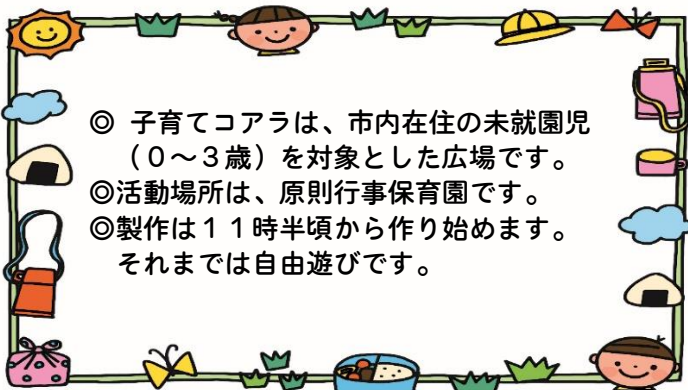 ◎ 子育てコアラは、市内在住の未就園児
（０～３歳）を対象とした広場です。
◎活動場所は、原則行事保育園です。
◎製作は１１時半頃から作り始めます。
それまでは自由遊びです。